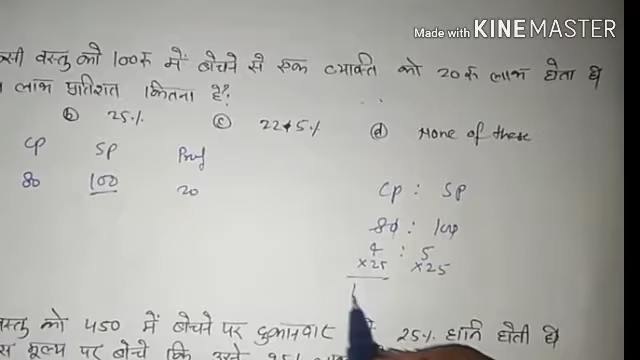 Made with KINEMASTER
वस्तु को 100रू में बेचने से एक व्यक्ति को 20रू लाभ होता है
लाभ प्रतिशत कितना है?
(b) 25% (c) 22.5% (d) None of these
CP SP Prof
80 100 20
CP : SP
80 : 100
4 : 5
×25 ×25
को 450 में बेचने पर दुकानदार 25% हानि होती है
मूल्य पर बेचे कि उसे